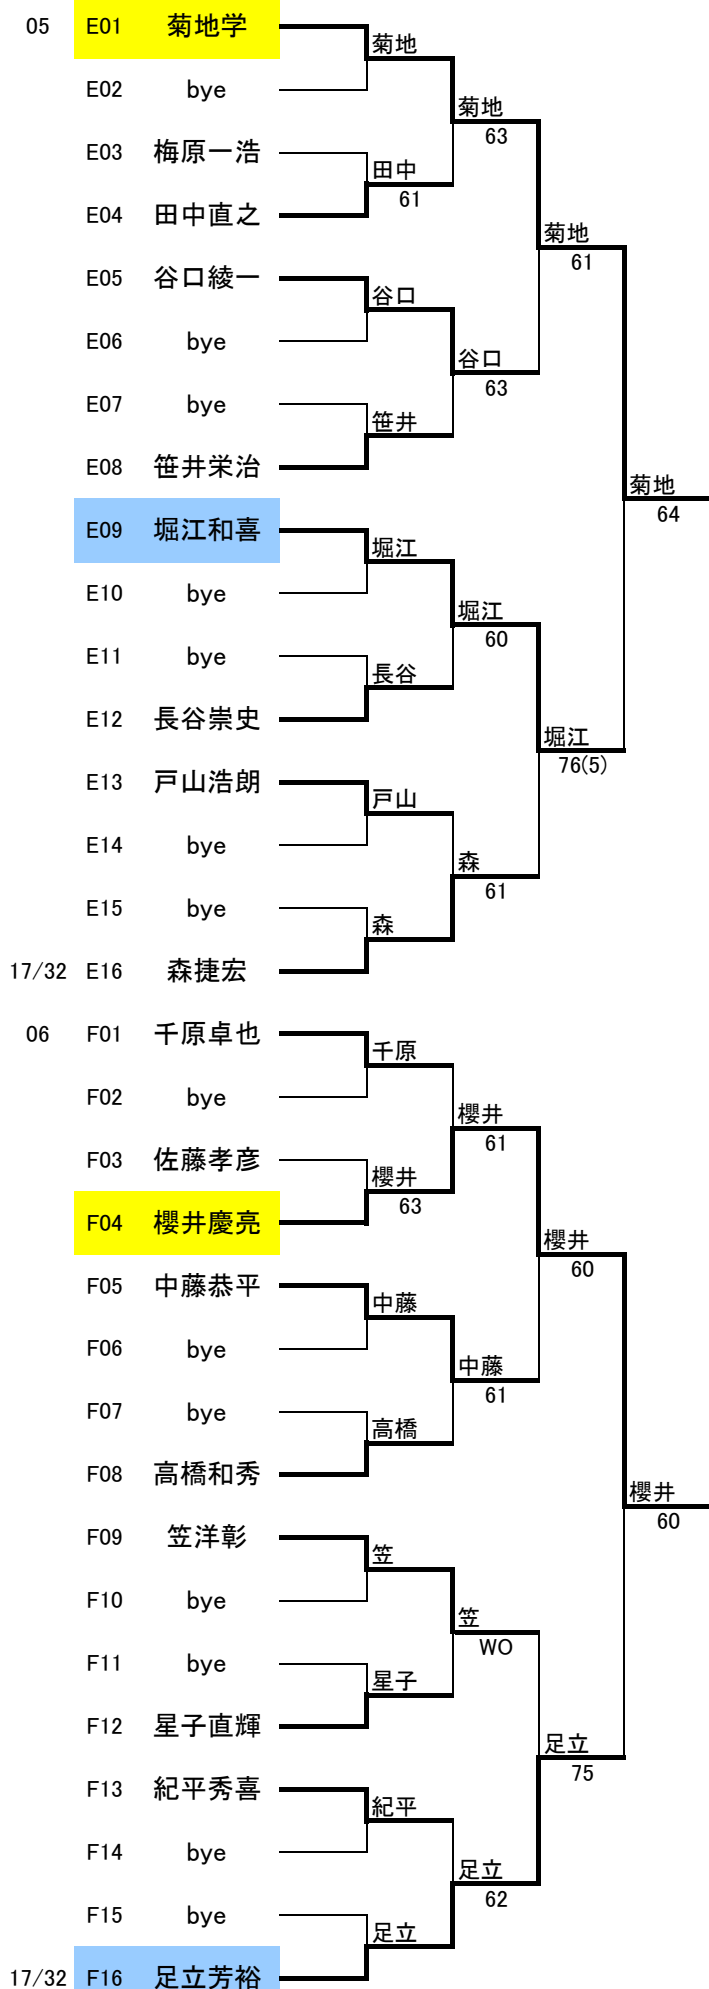 05 E01 菊地学
菊地
E02 bye
菊地
63
E03 梅原一浩
田中
61
E04 田中直之
菊地
61
E05 谷口綾一
谷口
E06 bye
谷口
63
E07 bye
笹井
E08 笹井栄治
菊地
64
E09 堀江和喜
堀江
E10 bye
堀江
60
E11 bye
長谷
E12 長谷崇史
堀江
76(5)
E13 戸山浩朗
戸山
E14 bye
森
61
E15 bye
森
17/32 E16 森捷宏
06 F01 千原卓也
千原
F02 bye
櫻井
61
F03 佐藤孝彦
櫻井
63
F04 櫻井慶亮
櫻井
60
F05 中藤恭平
中藤
F06 bye
中藤
61
F07 bye
高橋
F08 高橋和秀
櫻井
60
F09 笠洋彰
笠
F10 bye
笠
WO
F11 bye
星子
F12 星子直輝
足立
75
F13 紀平秀喜
紀平
F14 bye
足立
62
F15 bye
足立
17/32 F16 足立芳裕